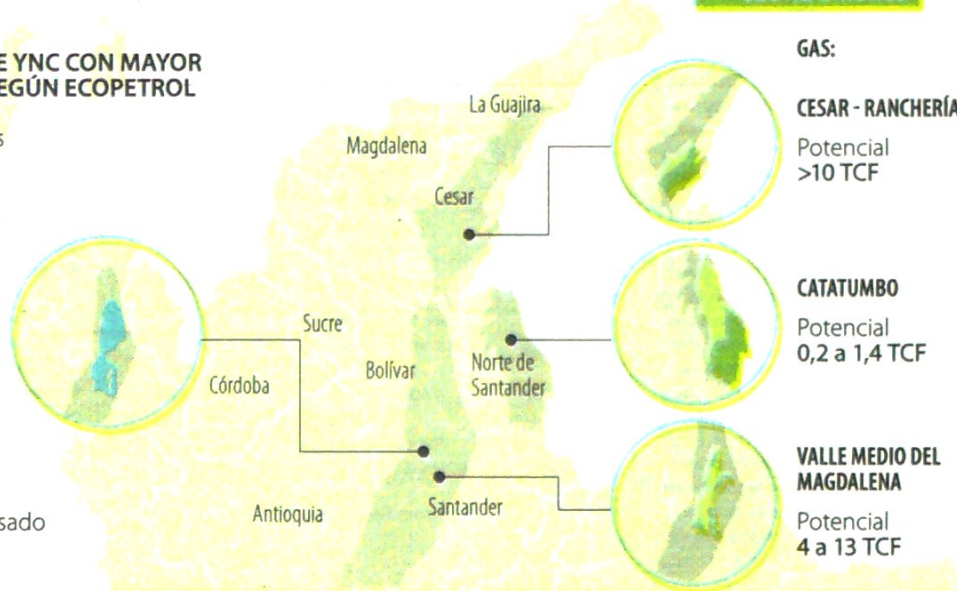 E YNC CON MAYOR
EGÚN ECOPETROL
s
sado
La Guajira
Magdalena
Cesar
Sucre
Bolívar
Córdoba
Norte de
Santander
Antioquia
Santander
GAS:
CESAR - RANCHERÍA
Potencial
>10 TCF
CATATUMBO
Potencial
0,2 a 1,4 TCF
VALLE MEDIO DEL
MAGDALENA
Potencial
4 a 13 TCF